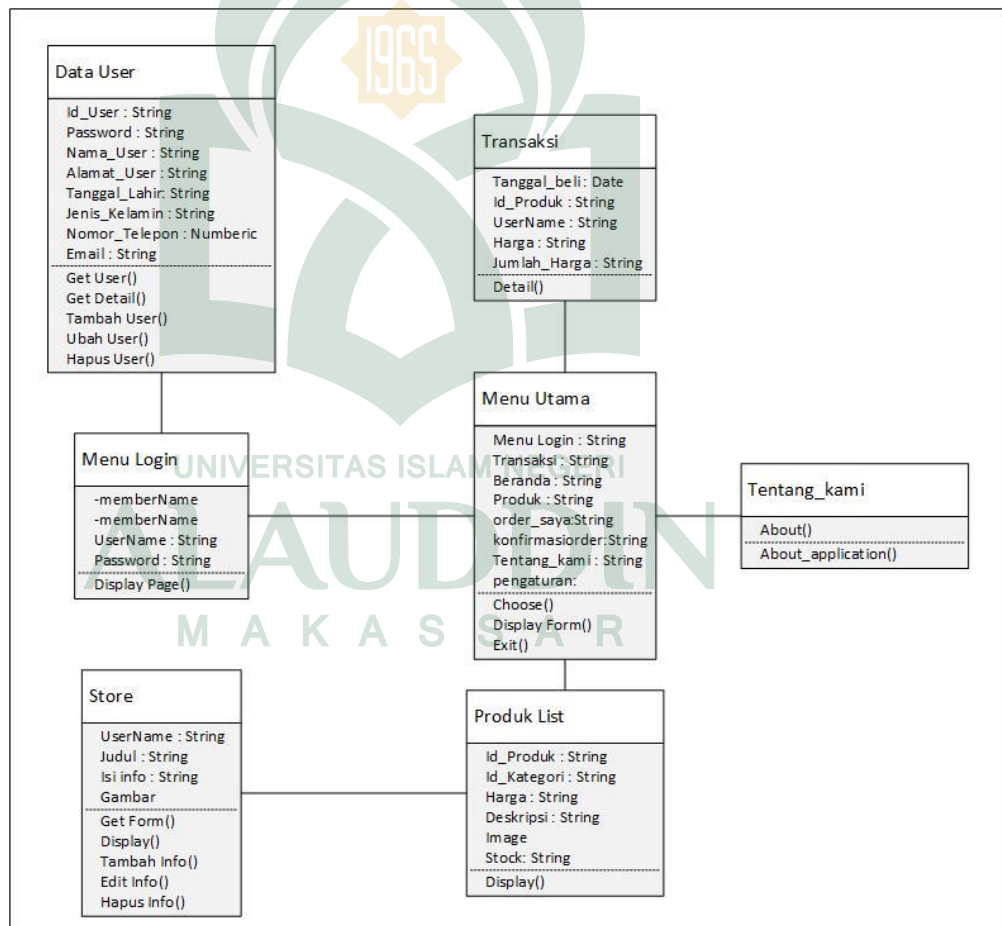 Data User
Id_User : String
Password : String
Nama_User : String
Alamat_User : String
Tanggal_Lahir: String
Jenis_Kelamin : String
Nomor_Telepon : Numberic
Email : String
Get User()
Get Detail()
Tambah User()
Ubah User()
Hapus User()
Transaksi
Tanggal_beli: Date
Id_Produk : String
UserName : String
Harga : String
Jumlah_Harga : String
Detail()
Menu Login
-memberName
-memberName
UserName : String
Password : String
Display Page()
Menu Utama
Menu Login : String
Transaksi : String
Beranda : String
Produk : String
order_saya:String
konfirmasiorder:String
Tentang_kami : String
pengaturan:
Choose()
Display Form()
Exit()
Tentang_kami
About()
About_application()
Store
UserName : String
Judul : String
Isi info : String
Gambar
Get Form()
Display()
Tambah Info()
Edit Info()
Hapus Info()
Produk List
Id_Produk : String
Id_Kategori : String
Harga : String
Deskripsi : String
Image
Stock: String
Display()
1965
UNIVERSITAS ISLAM NEGERI
ALAUDDIN
MAKASSAR